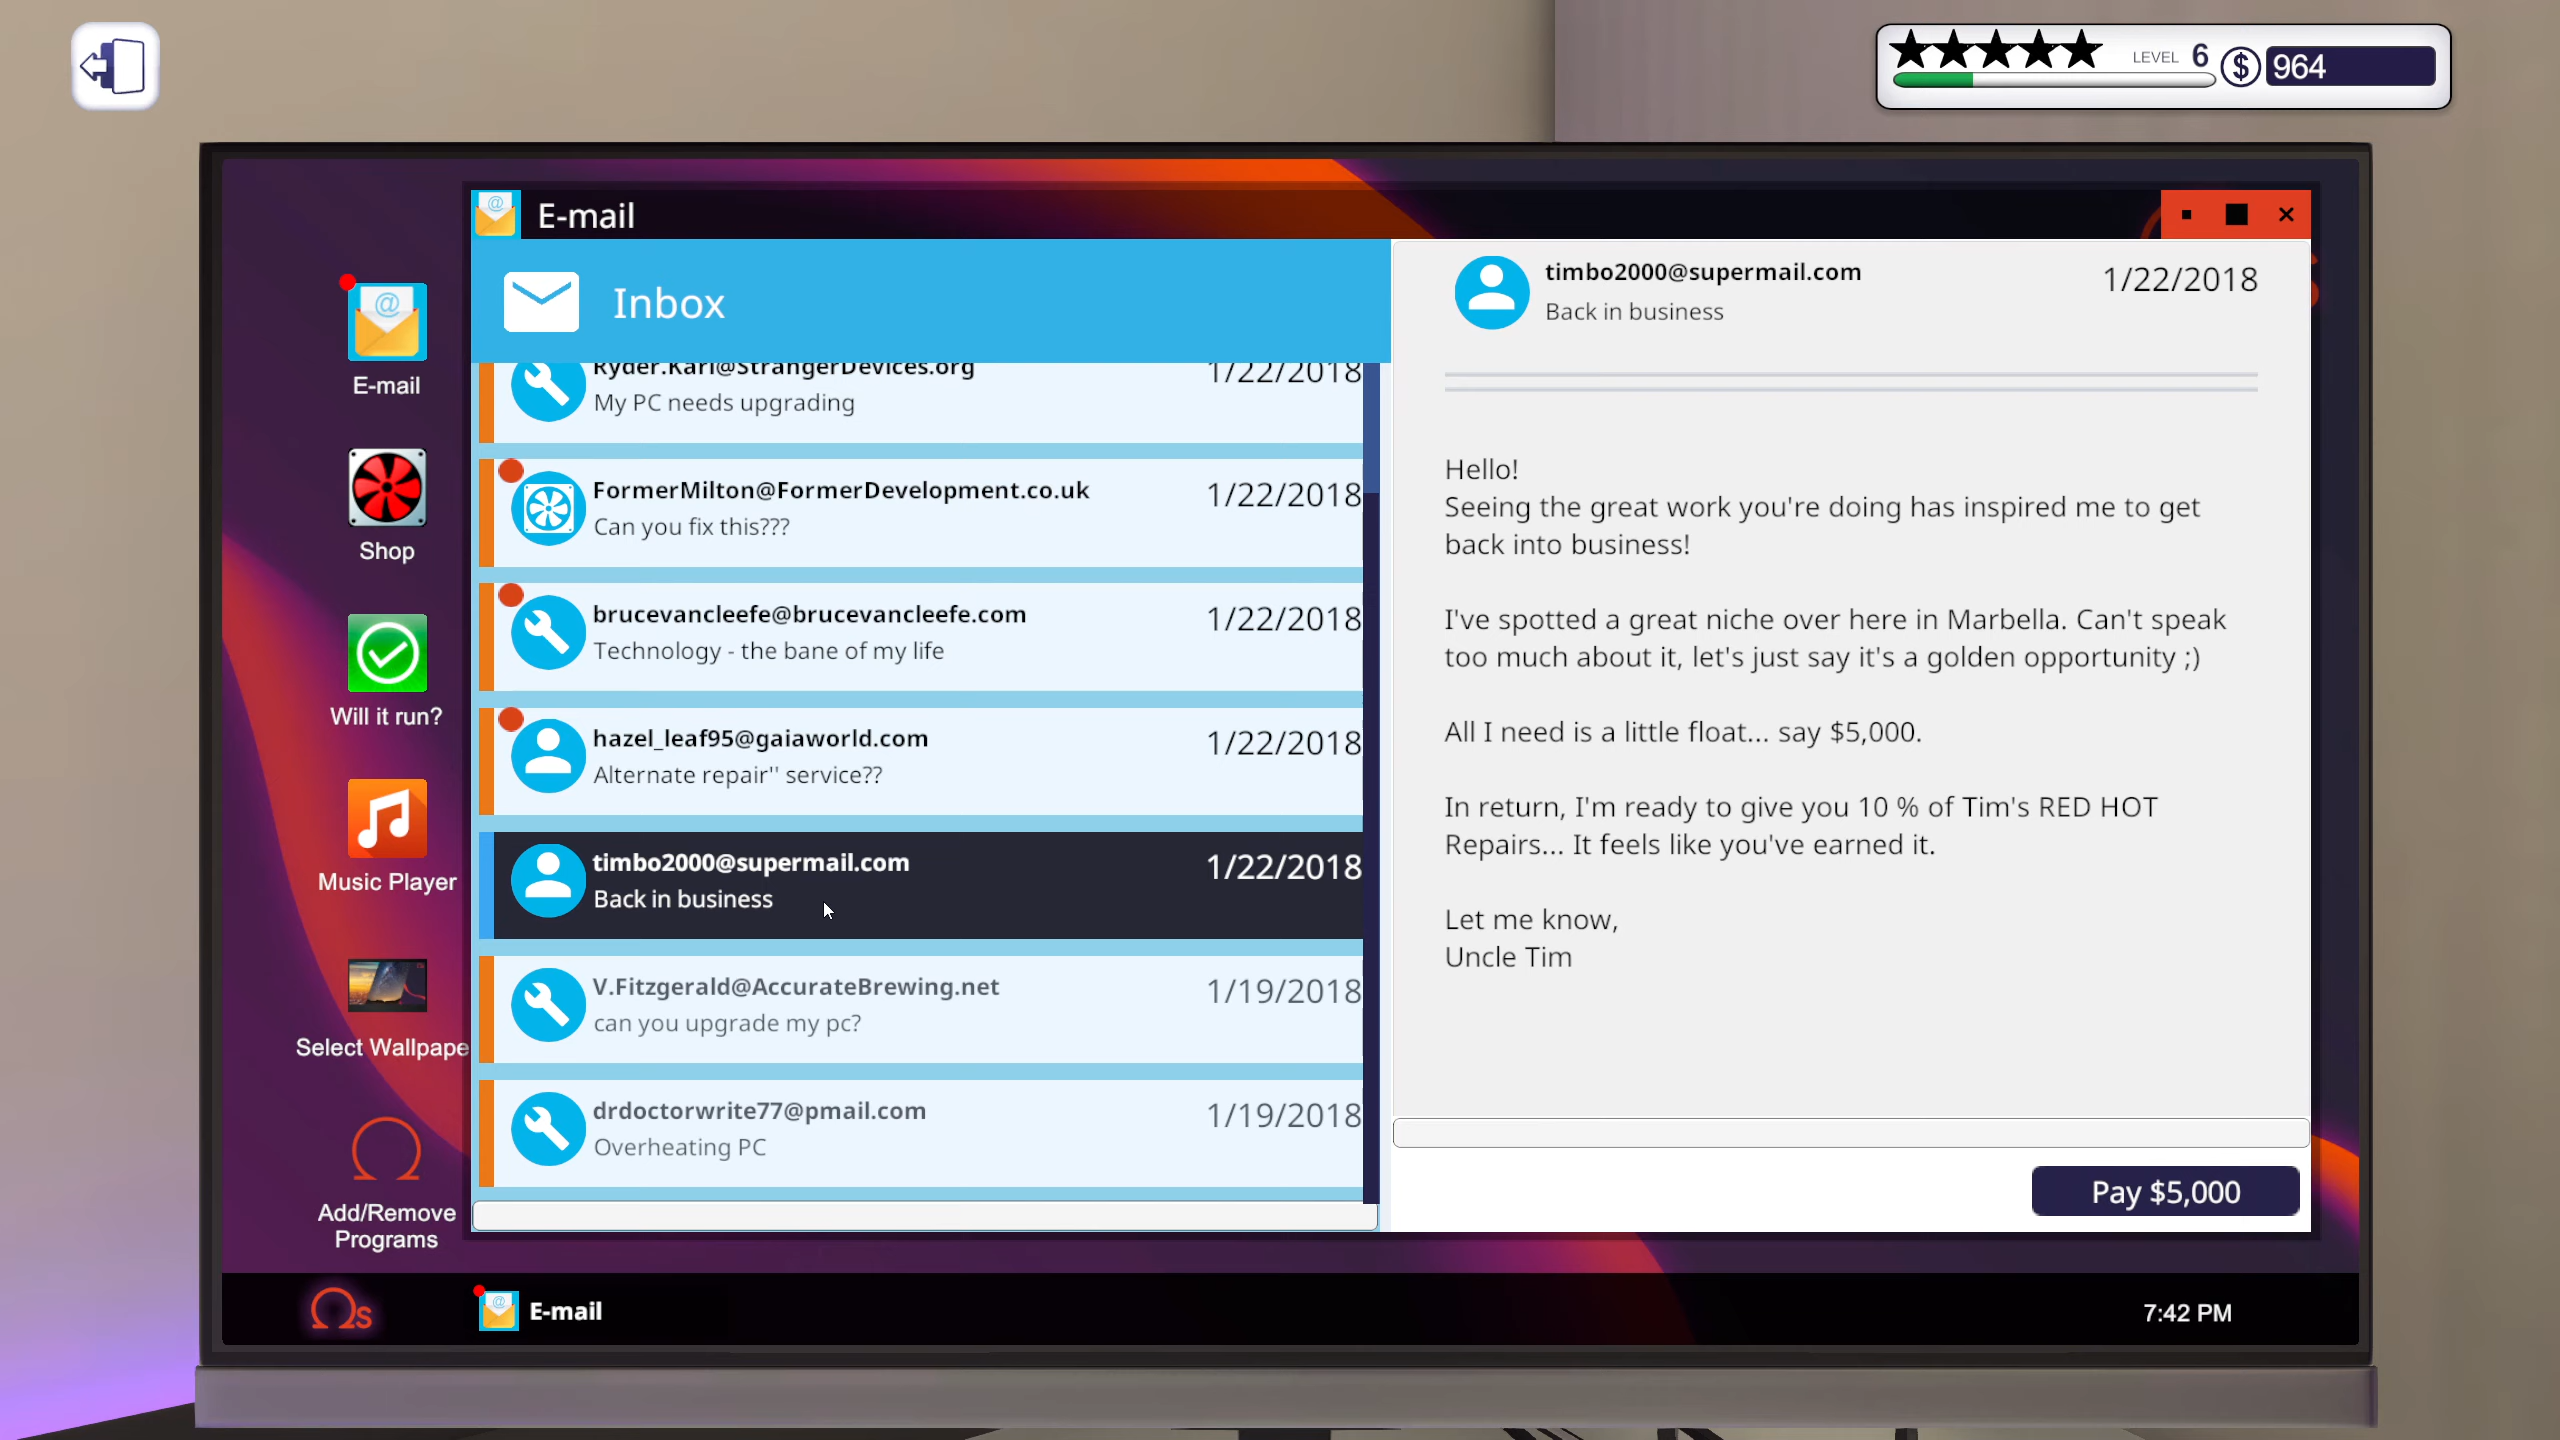 LEVEL 6
$ 964
E-mail
Inbox
E-mail
Shop
Will it run?
Music Player
Select Wallpape
Add/Remove
Programs
Ryder.Karl@StrangerDevices.org
1/22/2018
My PC needs upgrading
FormerMilton@FormerDevelopment.co.uk
1/22/2018
Can you fix this???
brucevancleefe@brucevancleefe.com
1/22/2018
Technology - the bane of my life
hazel_leaf95@gaiaworld.com
1/22/2018
Alternate repair'' service??
timbo2000@supermail.com
1/22/2018
Back in business
V.Fitzgerald@AccurateBrewing.net
1/19/2018
can you upgrade my pc?
drdoctorwrite77@pmail.com
1/19/2018
Overheating PC
timbo2000@supermail.com
1/22/2018
Back in business
Hello!
Seeing the great work you're doing has inspired me to get
back into business!
I've spotted a great niche over here in Marbella. Can't speak
too much about it, let's just say it's a golden opportunity ;)
All I need is a little float... say $5,000.
In return, I'm ready to give you 10 % of Tim's RED HOT
Repairs... It feels like you've earned it.
Let me know,
Uncle Tim
Pay $5,000
Ωs
E-mail
7:42 PM